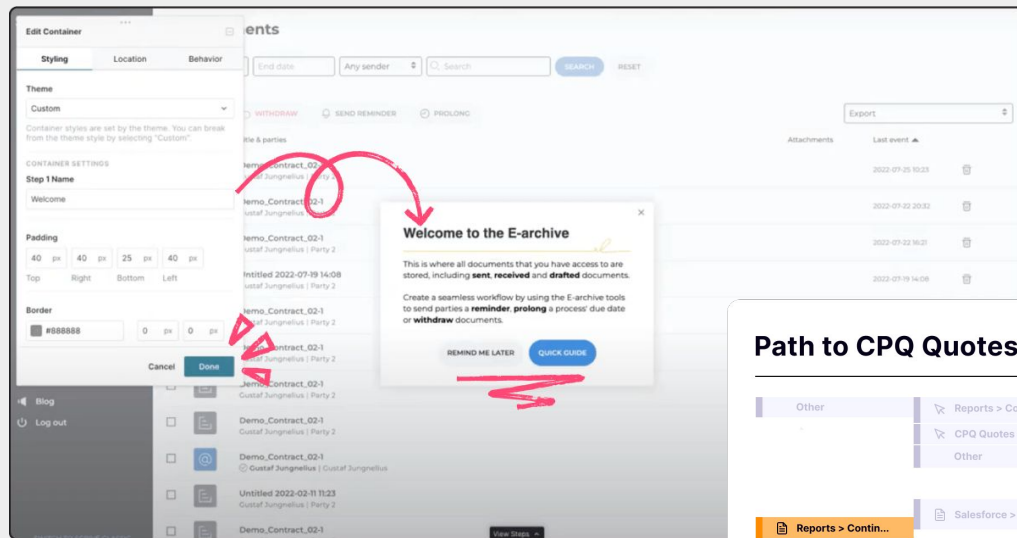 Edit Container
Styling Location Behavior
Theme
Custom
Container styles are set by the theme. You can break
from the theme style by selecting "Custom".
CONTAINER SETTINGS
Step 1 Name
Welcome
Padding
40 px 40 px 25 px 40 px
Top Right Bottom Left
Border
#888888 0 px 0 px
Cancel Done
Blog
Log out
End date Any sender Search SEARCH RESET
WITHDRAW SEND REMINDER PROLONG
Export
& parties Attachments Last event
2022-07-25 10:23
Gustaf Jungnelius | Party 2
2022-07-22 20:32
Gustaf Jungnelius | Party 2
Demo_Contract_02-1
2022-07-22 16:21
Gustaf Jungnelius | Party 2
Untitled 2022-07-19 14:08
2022-07-19 14:08
Gustaf Jungnelius | Party 2
Demo_Contract_02-1
Gustaf Jungnelius | Party 2
Demo_Contract_02-1
Gustaf Jungnelius | Party 2
Demo_Contract_02-1
Gustaf Jungnelius | Party 2
Demo_Contract_02-1
Gustaf Jungnelius | Party 2
Demo_Contract_02-1
Gustaf Jungnelius | Gustaf Jungnelius
Untitled 2022-02-11 11:23
Gustaf Jungnelius | Party 2
Demo_Contract_02-1
View Steps
Welcome to the E-archive
This is where all documents that you have access to are
stored, including sent, received and drafted documents.
Create a seamless workflow by using the E-archive tools
to send parties a reminder, prolong a process' due date
or withdraw documents.
REMIND ME LATER QUICK GUIDE
Path to CPQ Quotes
Other
Reports > Co
CPQ Quotes
Other
Salesforce >
Reports > Contin...